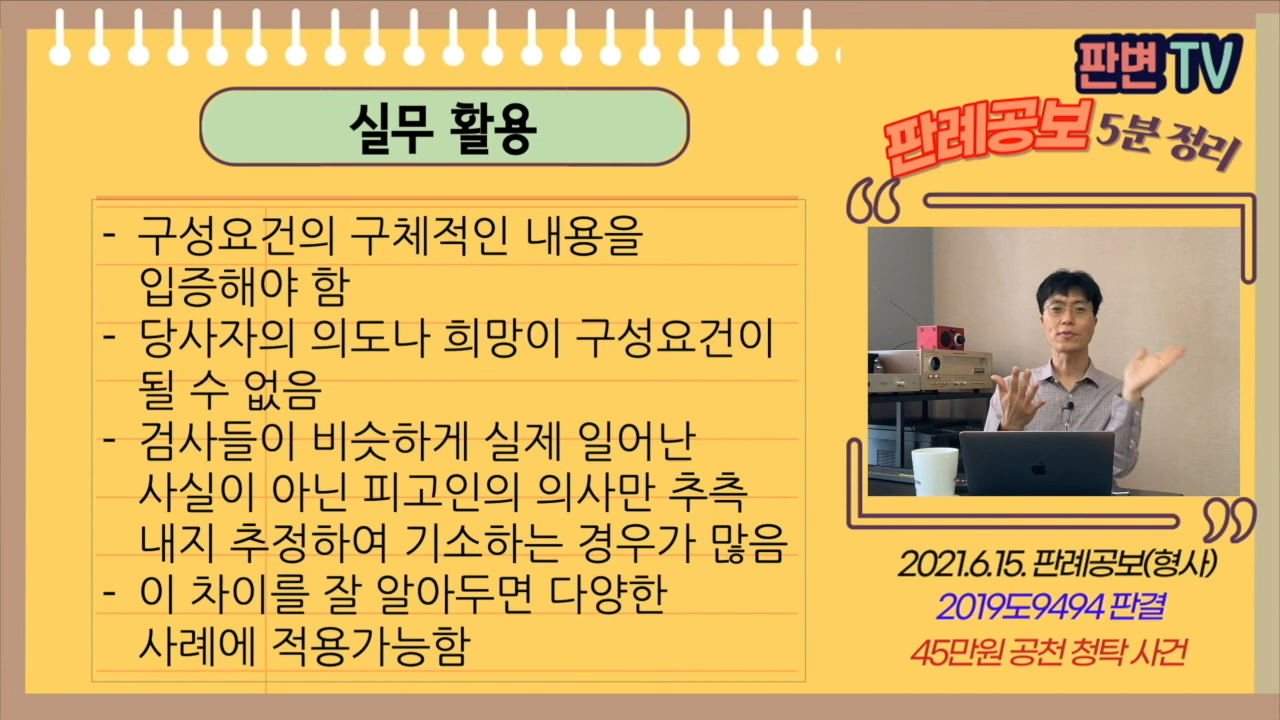 실무 활용
- 구성요건의 구체적인 내용을
입증해야 함
- 당사자의 의도나 희망이 구성요건이
될 수 없음
- 검사들이 비슷하게 실제 일어난
사실이 아닌 피고인의 의사만 추측
내지 추정하여 기소하는 경우가 많음
- 이 차이를 잘 알아두면 다양한
사례에 적용가능함
판변 TV
판례공보 5분 정리
2021.6.15. 판례공보(형사)
2019도9494 판결
45만원 공천 청탁 사건